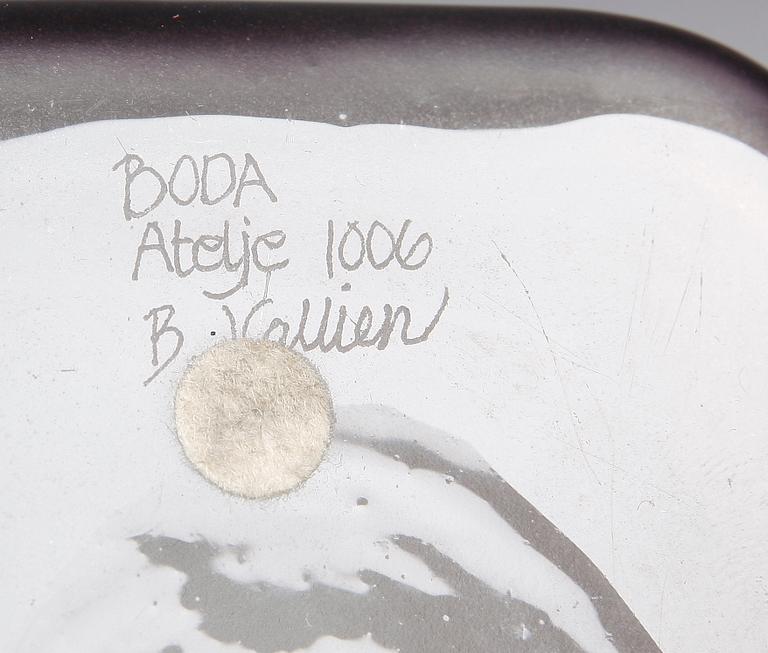 BODA
Atelje 1006
B. Vallien